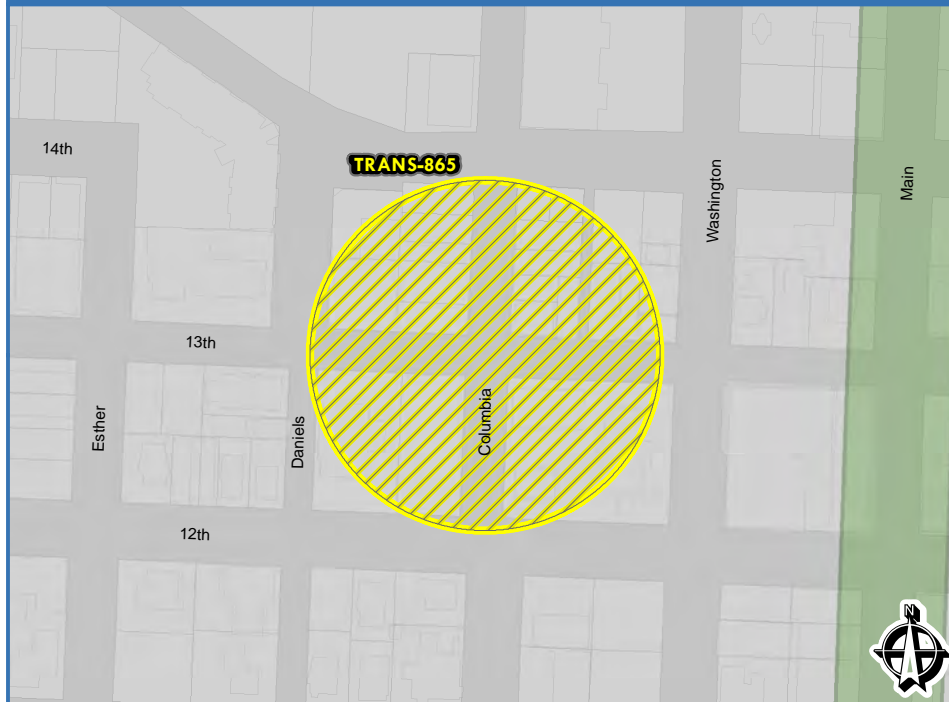 14th
TRANS-865
Washington
Main
13th
Esther
Daniels
Columbia
12th
N